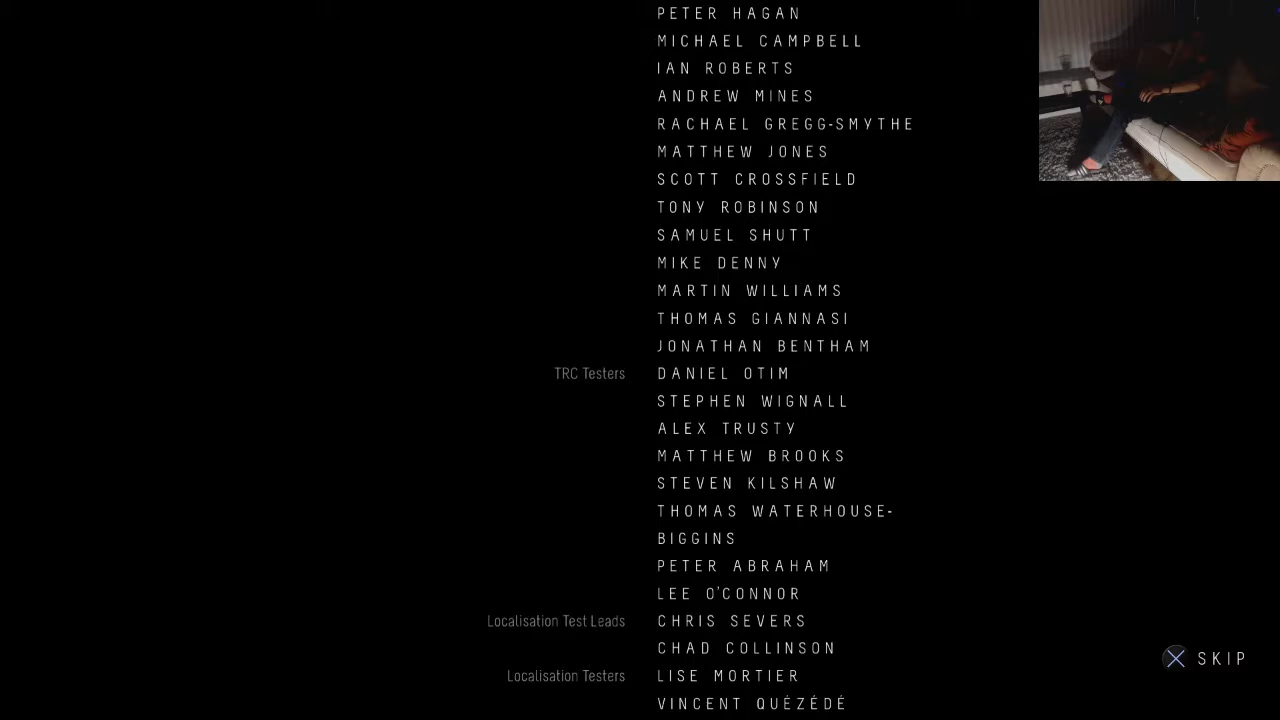 PETER HAGAN
MICHAEL CAMPBELL
IAN ROBERTS
ANDREW MINES
RACHAEL GREGG-SMYTHE
MATTHEW JONES
SCOTT CROSSFIELD
TONY ROBINSON
SAMUEL SHUTT
MIKE DENNY
MARTIN WILLIAMS
THOMAS GIANNASI
JONATHAN BENTHAM
TRC Testers DANIEL OTIM
STEPHEN WIGNALL
ALEX TRUSTY
MATTHEW BROOKS
STEVEN KILSHAW
THOMAS WATERHOUSE-
BIGGINS
PETER ABRAHAM
LEE O'CONNOR
Localisation Test Leads CHRIS SEVERS
CHAD COLLINSON
SKIP
Localisation Testers LISE MORTIER
VINCENT QUÉZÉDÉ